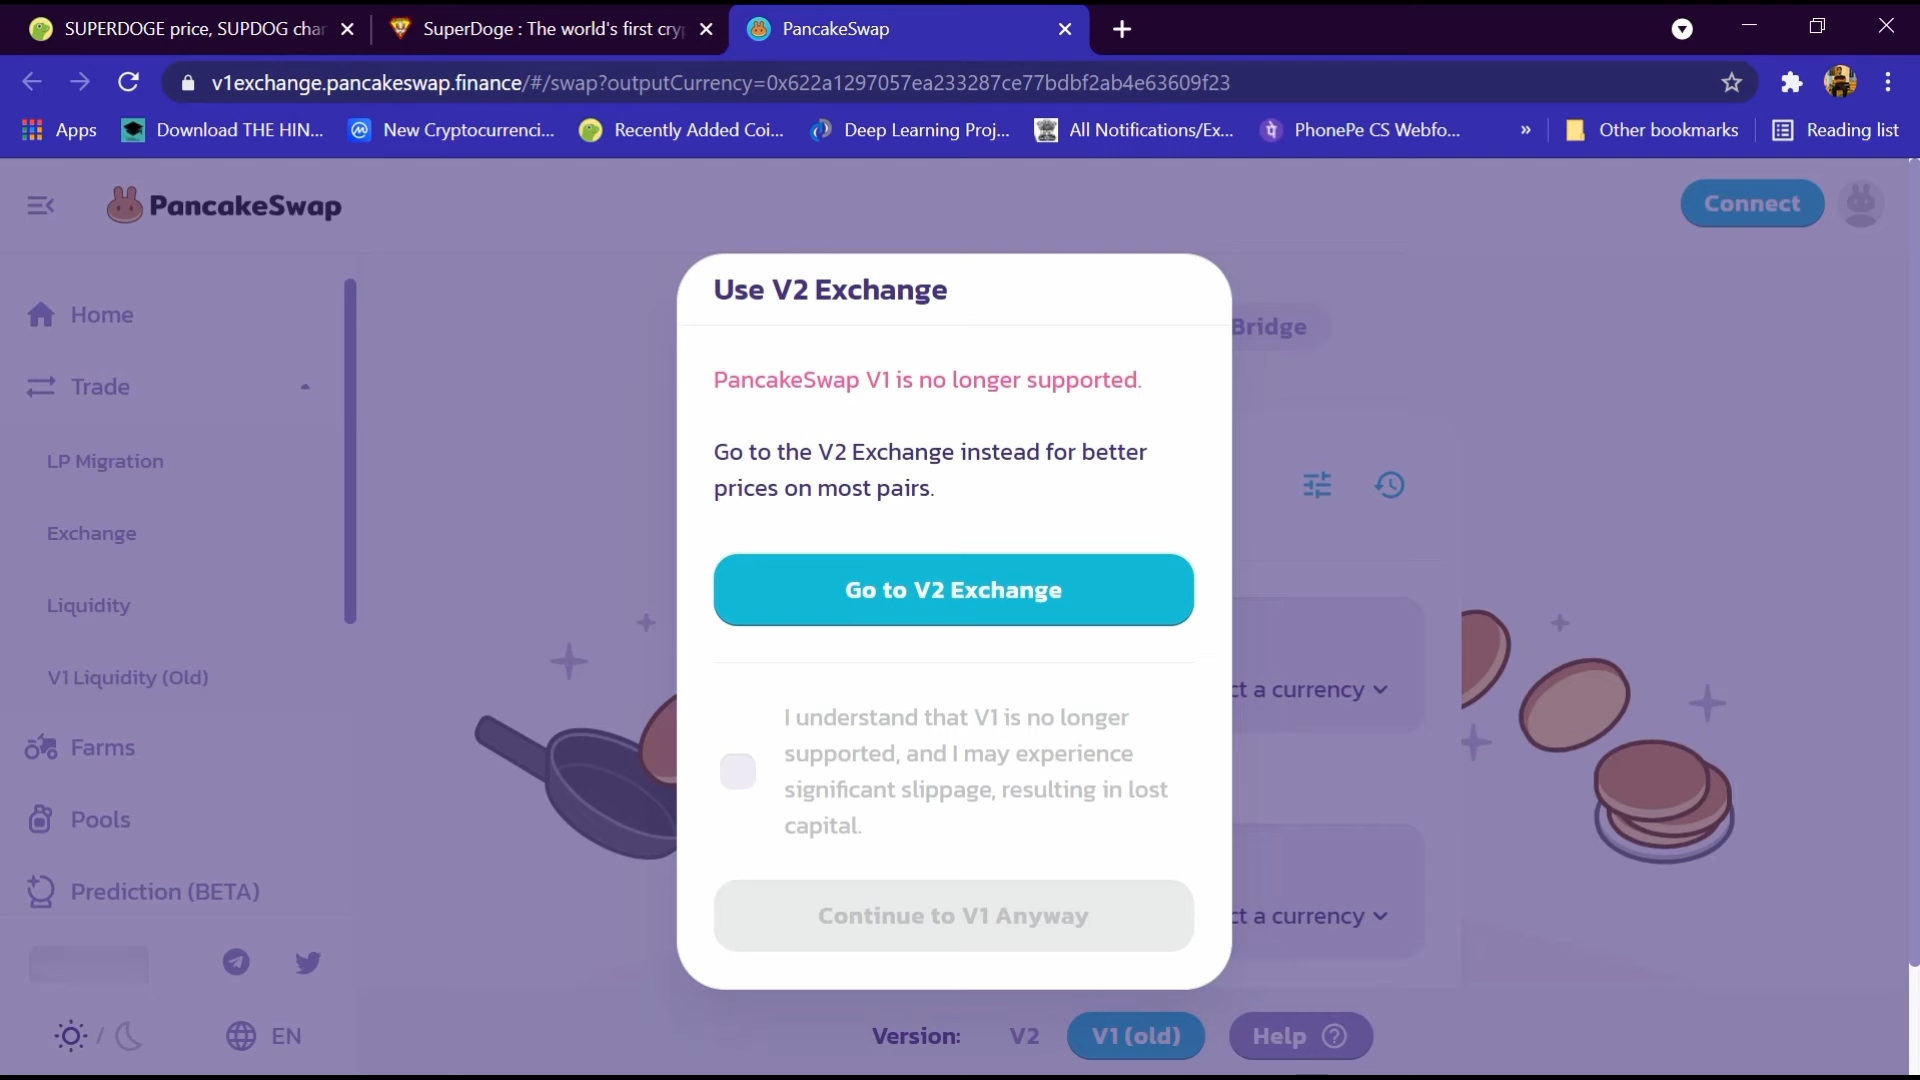 SUPERDOGE price, SUPDOG char
SuperDoge : The world's first cry
PancakeSwap
v1exchange.pancakeswap.finance/#/swap?outputCurrency=0x622a1297057ea233287ce77bdbf2ab4e63609f23
Apps
Download THE HIN...
New Cryptocurrenci...
Recently Added Coi...
Deep Learning Proj...
All Notifications/Ex...
PhonePe CS Webfo...
»
Other bookmarks
Reading list
PancakeSwap
Connect
Home
Trade
LP Migration
Exchange
Liquidity
V1 Liquidity (Old)
Farms
Pools
Prediction (BETA)
/
EN
Bridge
Use V2 Exchange
PancakeSwap V1 is no longer supported.
Go to the V2 Exchange instead for better
prices on most pairs.
Go to V2 Exchange
ct a currency
I understand that V1 is no longer
supported, and I may experience
significant slippage, resulting in lost
capital.
Continue to V1 Anyway
ct a currency
Version:
V2
V1 (old)
Help